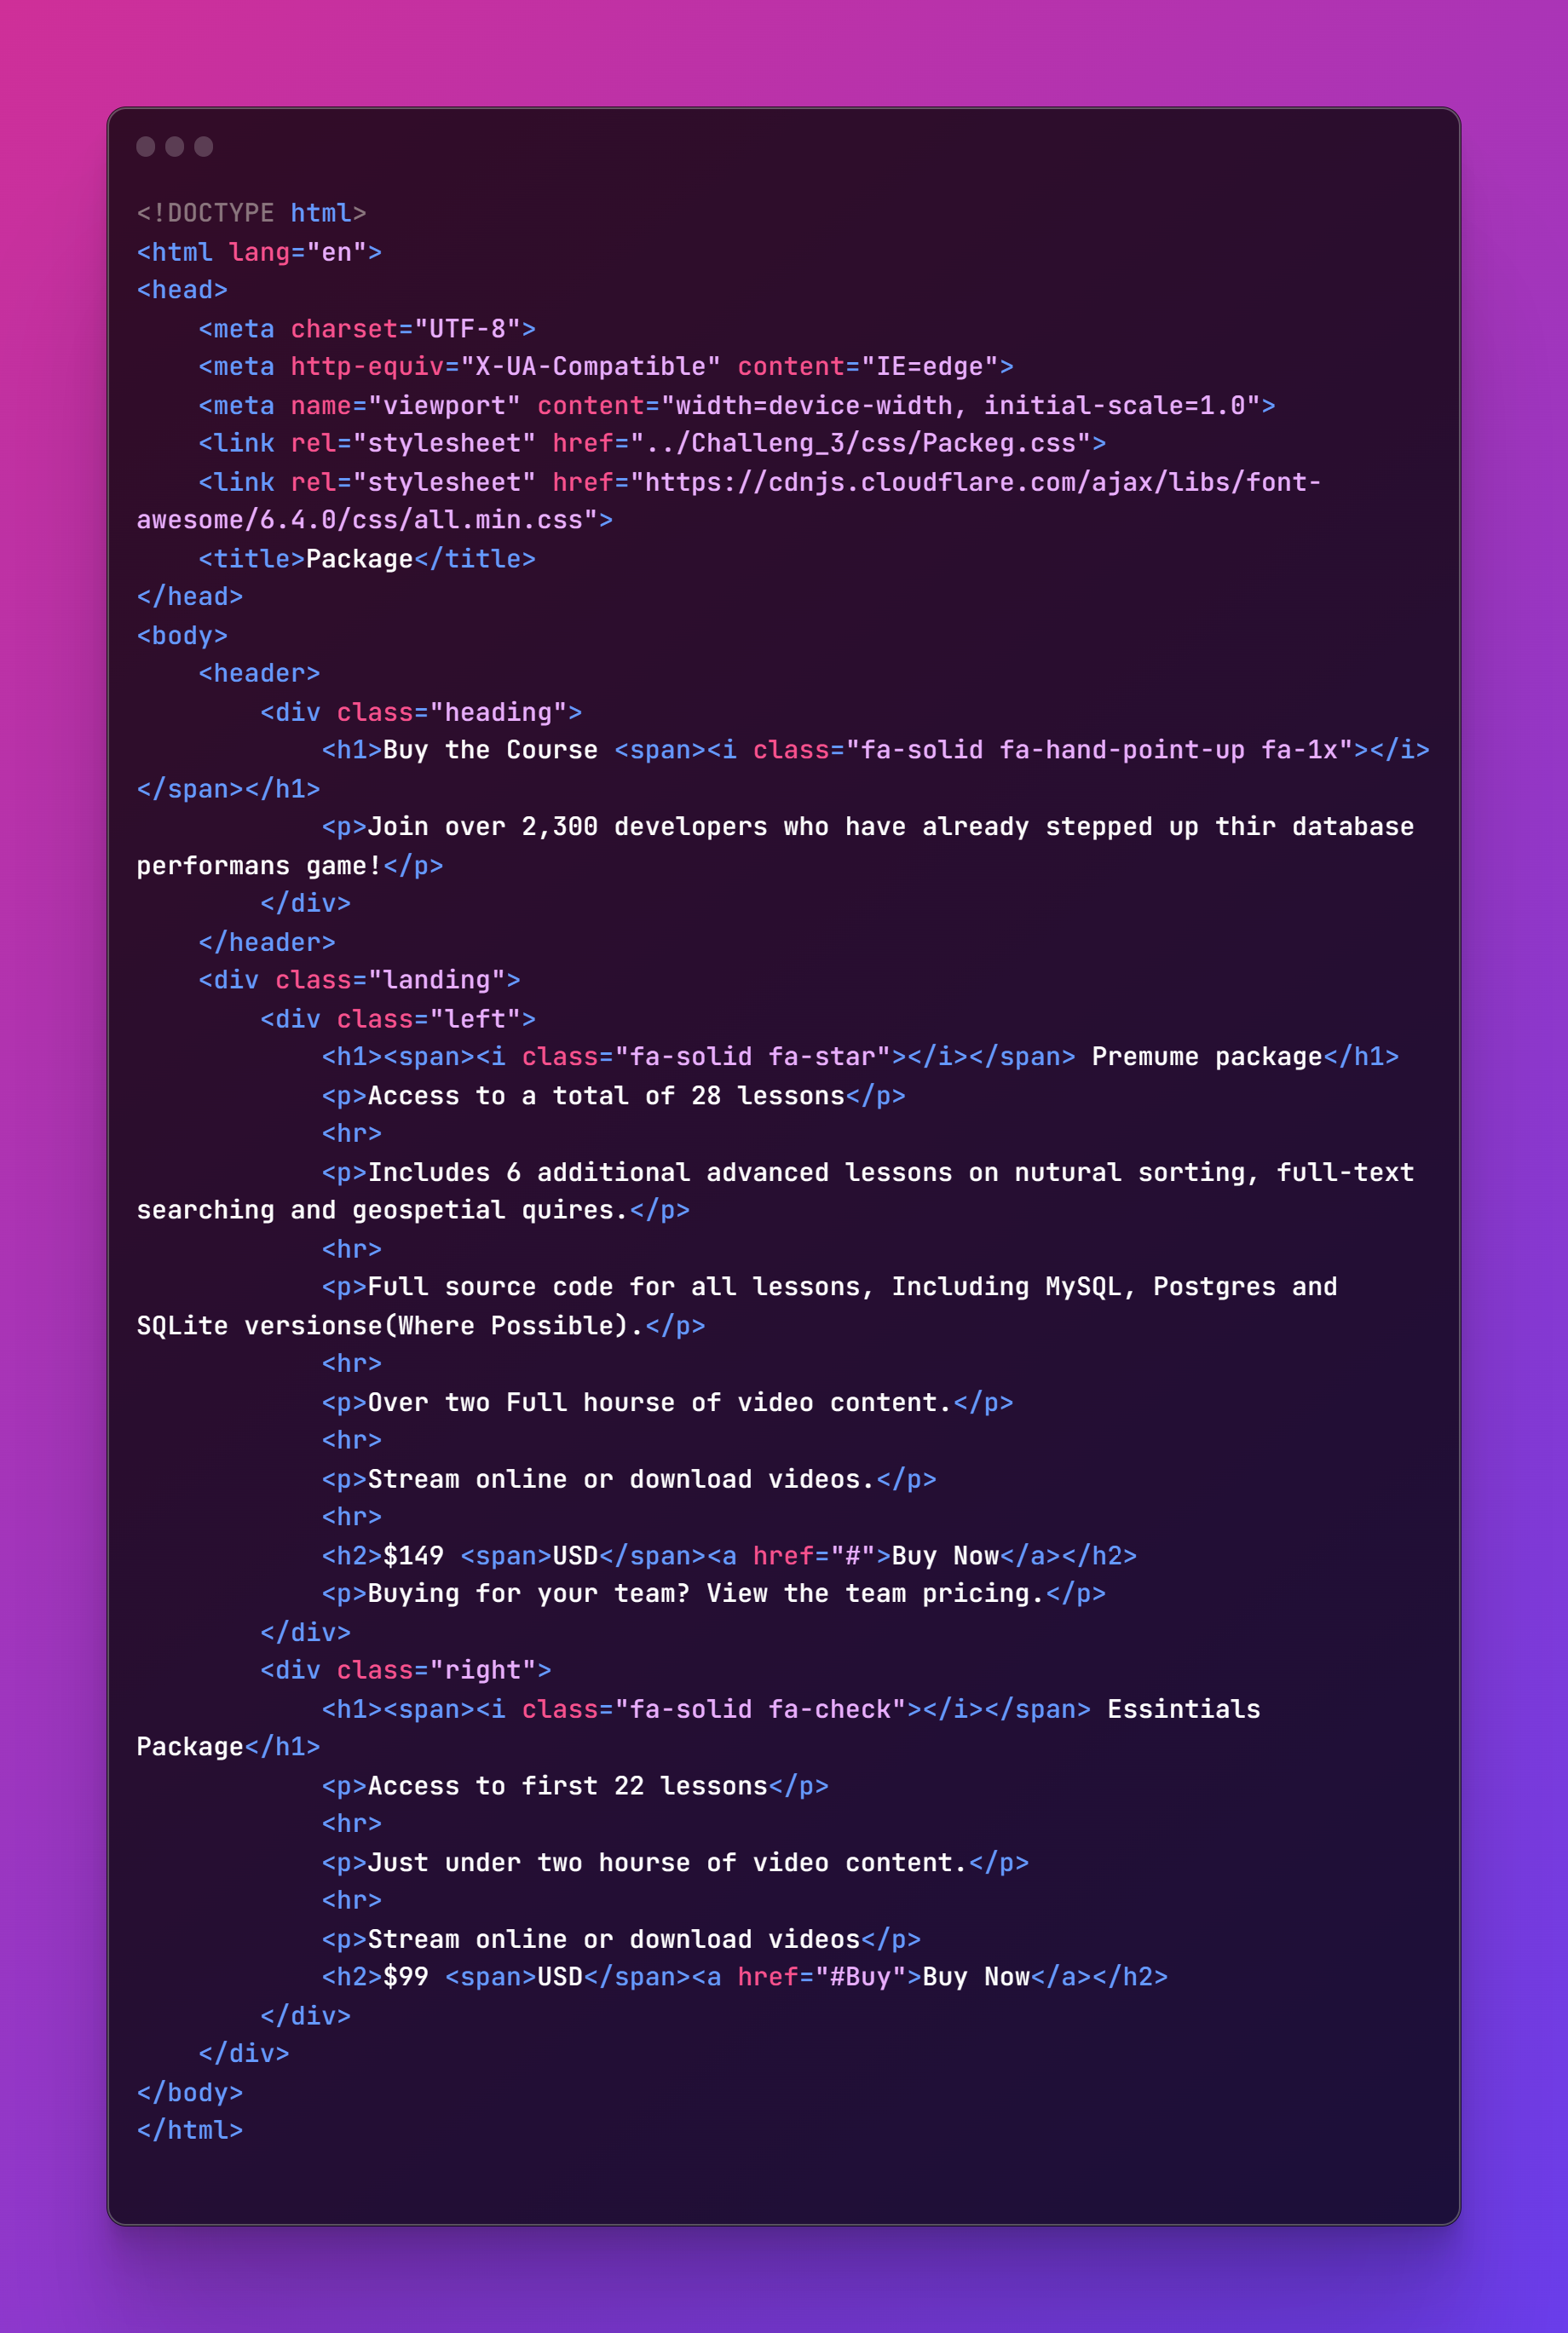 <!DOCTYPE html>
<html lang="en">
<head>
    <meta charset="UTF-8">
    <meta http-equiv="X-UA-Compatible" content="IE=edge">
    <meta name="viewport" content="width=device-width, initial-scale=1.0">
    <link rel="stylesheet" href="../Challeng_3/css/Packeg.css">
    <link rel="stylesheet" href="https://cdnjs.cloudflare.com/ajax/libs/font-
awesome/6.4.0/css/all.min.css">
    <title>Package</title>
</head>
<body>
    <header>
        <div class="heading">
            <h1>Buy the Course <span><i class="fa-solid fa-hand-point-up fa-1x"></i>
</span></h1>
            <p>Join over 2,300 developers who have already stepped up thir database
performans game!</p>
        </div>
    </header>
    <div class="landing">
        <div class="left">
            <h1><span><i class="fa-solid fa-star"></i></span> Premume package</h1>
            <p>Access to a total of 28 lessons</p>
            <hr>
            <p>Includes 6 additional advanced lessons on nutural sorting, full-text
searching and geospetial quires.</p>
            <hr>
            <p>Full source code for all lessons, Including MySQL, Postgres and
SQLite versionse(Where Possible).</p>
            <hr>
            <p>Over two Full hourse of video content.</p>
            <hr>
            <p>Stream online or download videos.</p>
            <hr>
            <h2>$149 <span>USD</span><a href="#">Buy Now</a></h2>
            <p>Buying for your team? View the team pricing.</p>
        </div>
        <div class="right">
            <h1><span><i class="fa-solid fa-check"></i></span> Essintials
Package</h1>
            <p>Access to first 22 lessons</p>
            <hr>
            <p>Just under two hourse of video content.</p>
            <hr>
            <p>Stream online or download videos</p>
            <h2>$99 <span>USD</span><a href="#Buy">Buy Now</a></h2>
        </div>
    </div>
</body>
</html>